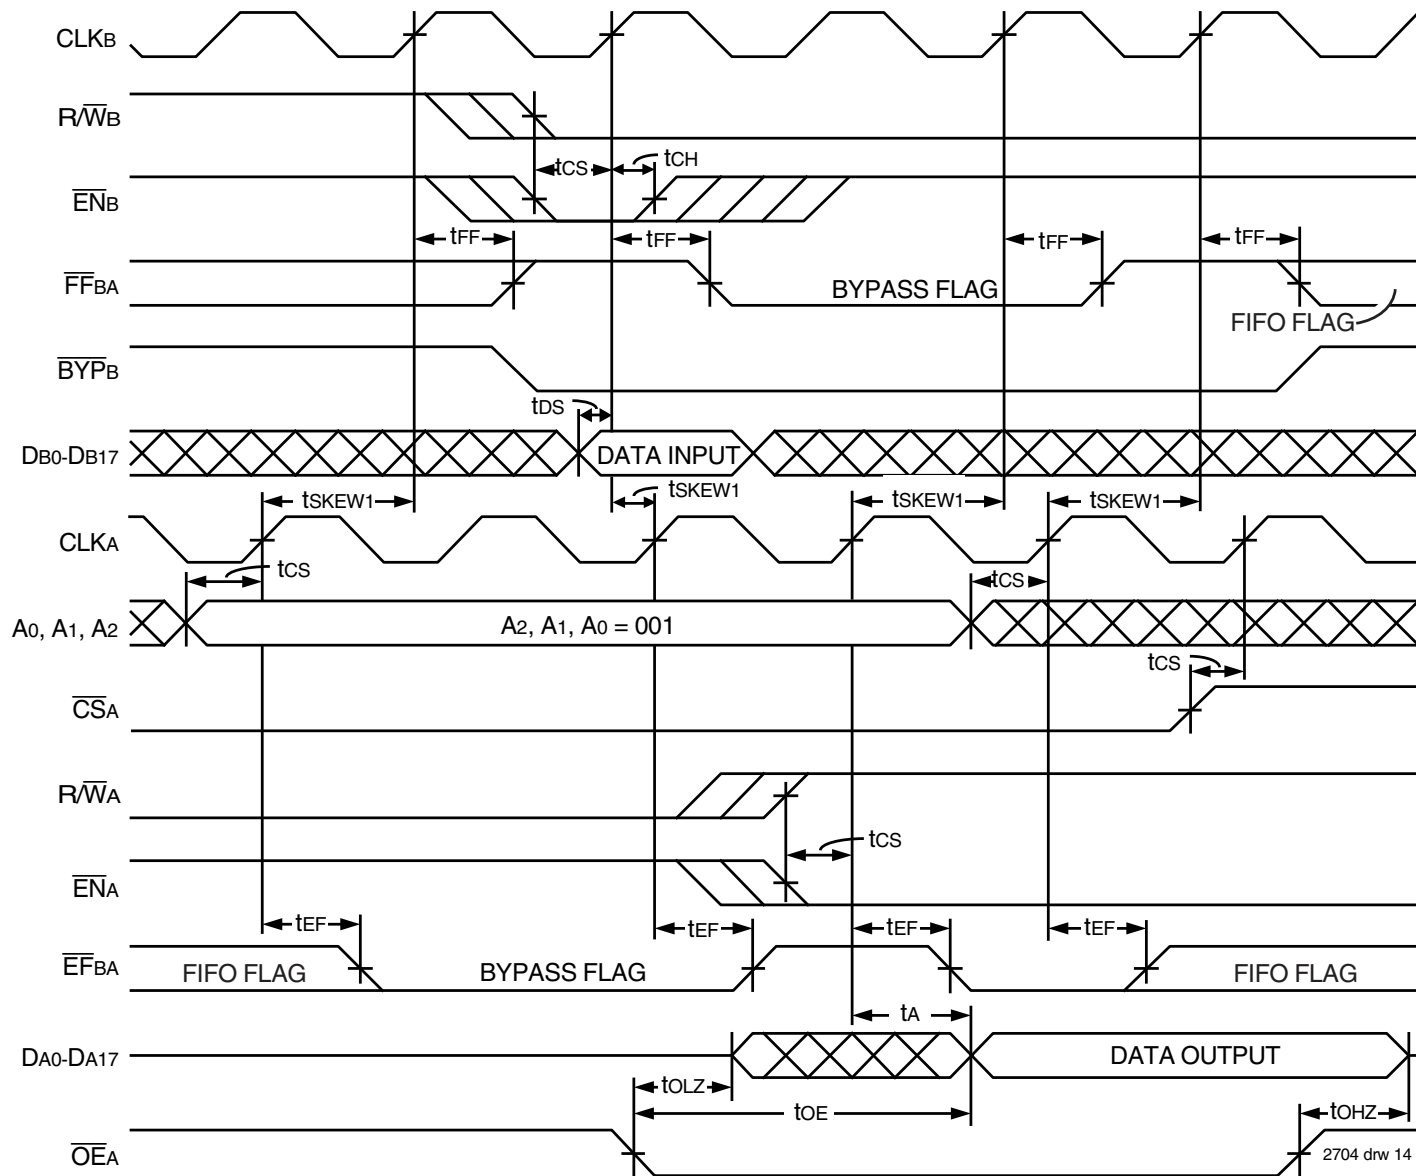 CLKB
R/WB
tCS
tCH
ENB
tFF
tFF
tFF
tFF
FFBA
BYPASS FLAG
FIFO FLAG
BYPB
tDS
DB0-DB17
DATA INPUT
tSKEW1
tSKEW1
tSKEW1
tSKEW1
CLKA
tCS
tCS
A0, A1, A2
A2, A1, A0 = 001
tCS
CSA
R/WA
tCS
ENA
tEF
tEF
tEF
tEF
EFBA
FIFO FLAG
BYPASS FLAG
FIFO FLAG
tA
DA0-DA17
DATA OUTPUT
tOLZ
tOE
tOHZ
OEA
2704 drw 14